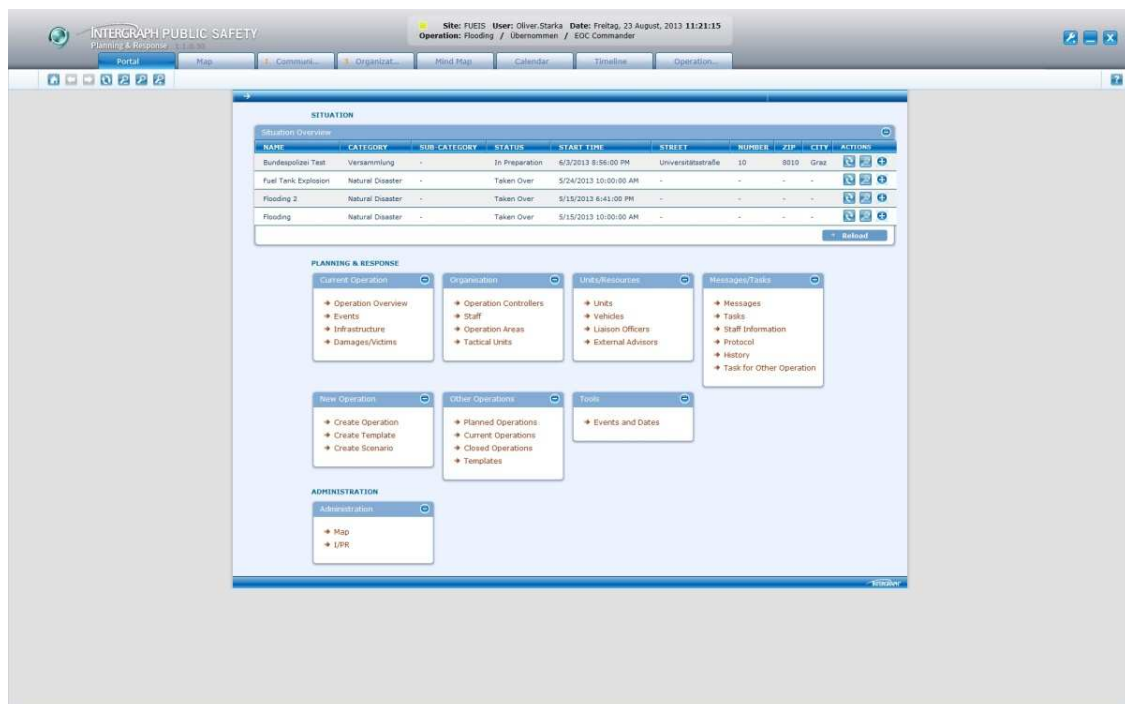 INTERGRAPH PUBLIC SAFETY
Planning & Response
Site: FUEIS User: Oliver.Starka Date: Freitag, 23 August, 2013 11:21:15
Operation: Flooding / Übernommen / EOC Commander
Portal Map Communi... Organizat... Mind Map Calendar Timeline Operation...
SITUATION
Situation Overview
NAME CATEGORY SUB-CATEGORY STATUS START TIME STREET NUMBER ZIP CITY ACTIONS
Bundespolizei Test Versammlung - In Preparation 6/3/2013 8:56:00 PM Universitätsstraße 10 8010 Graz
Fuel Tank Explosion Natural Disaster - Taken Over 5/24/2013 10:00:00 AM - - - -
Flooding 2 Natural Disaster - Taken Over 5/15/2013 6:41:00 PM - - - -
Flooding Natural Disaster - Taken Over 5/15/2013 10:00:00 AM - - - -
Reload
PLANNING & RESPONSE
Current Operation
Operation Overview
Events
Infrastructure
Damages/Victims
Organisation
Operation Controllers
Staff
Operation Areas
Tactical Units
Units/Resources
Units
Vehicles
Liaison Officers
External Advisors
Messages/Tasks
Messages
Tasks
Staff Information
Protocol
History
Task for Other Operation
New Operation
Create Operation
Create Template
Create Scenario
Other Operations
Planned Operations
Current Operations
Closed Operations
Templates
Tools
Events and Dates
ADMINISTRATION
Administration
Map
I/PR